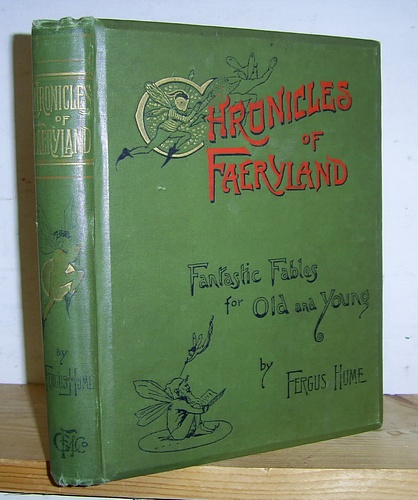 CHRONICLES
OF
FAERYLAND
BY
FERGUS HUME
CHRONICLES
OF
FAERYLAND
Fantastic Fables
for Old and Young
by FERGUS HUME